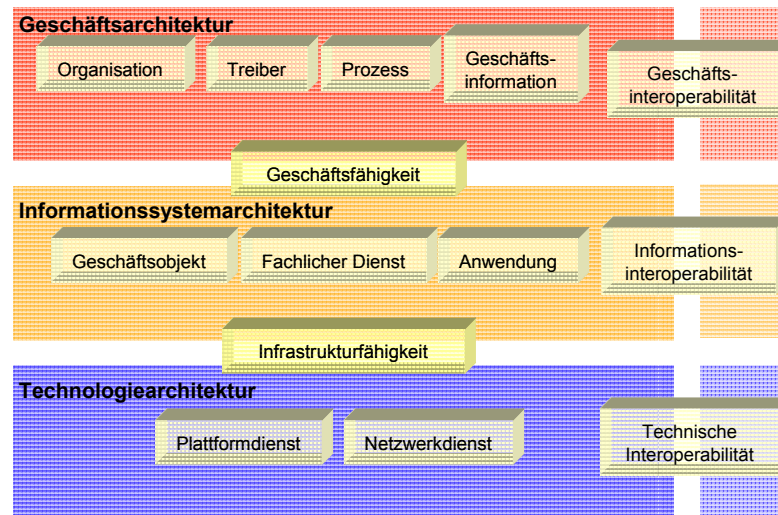 Geschäftsarchitektur
Organisation
Treiber
Prozess
Geschäfts-
information
Geschäfts-
interoperabilität
Geschäftsfähigkeit
Informationssystemarchitektur
Geschäftsobjekt
Fachlicher Dienst
Anwendung
Informations-
interoperabilität
Infrastrukturfähigkeit
Technologiearchitektur
Plattformdienst
Netzwerkdienst
Technische
Interoperabilität